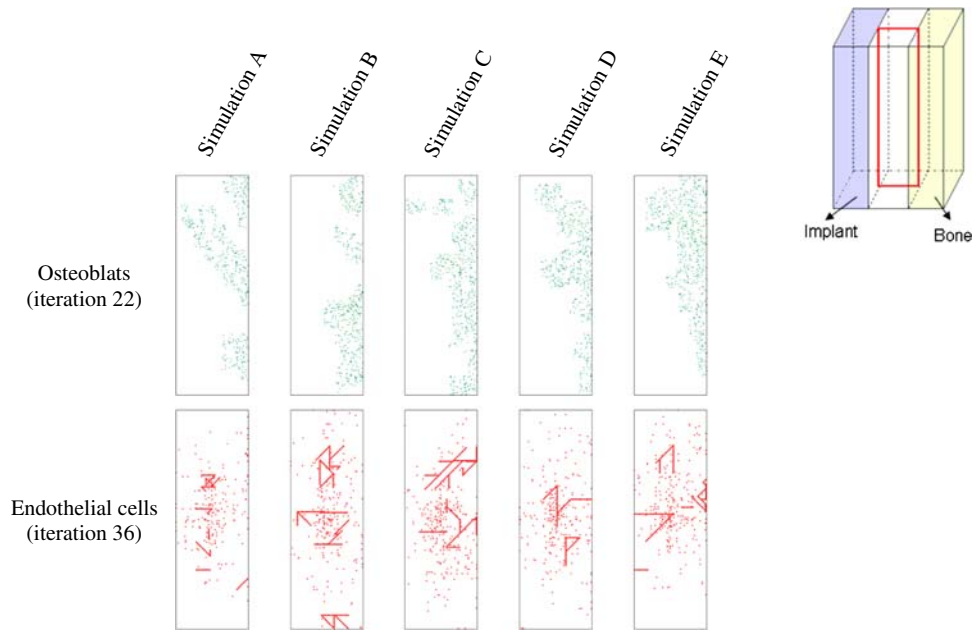 Simulation A
Simulation B
Simulation C
Simulation D
Simulation E
Implant
Bone
Osteoblats
(iteration 22)
Endothelial cells
(iteration 36)